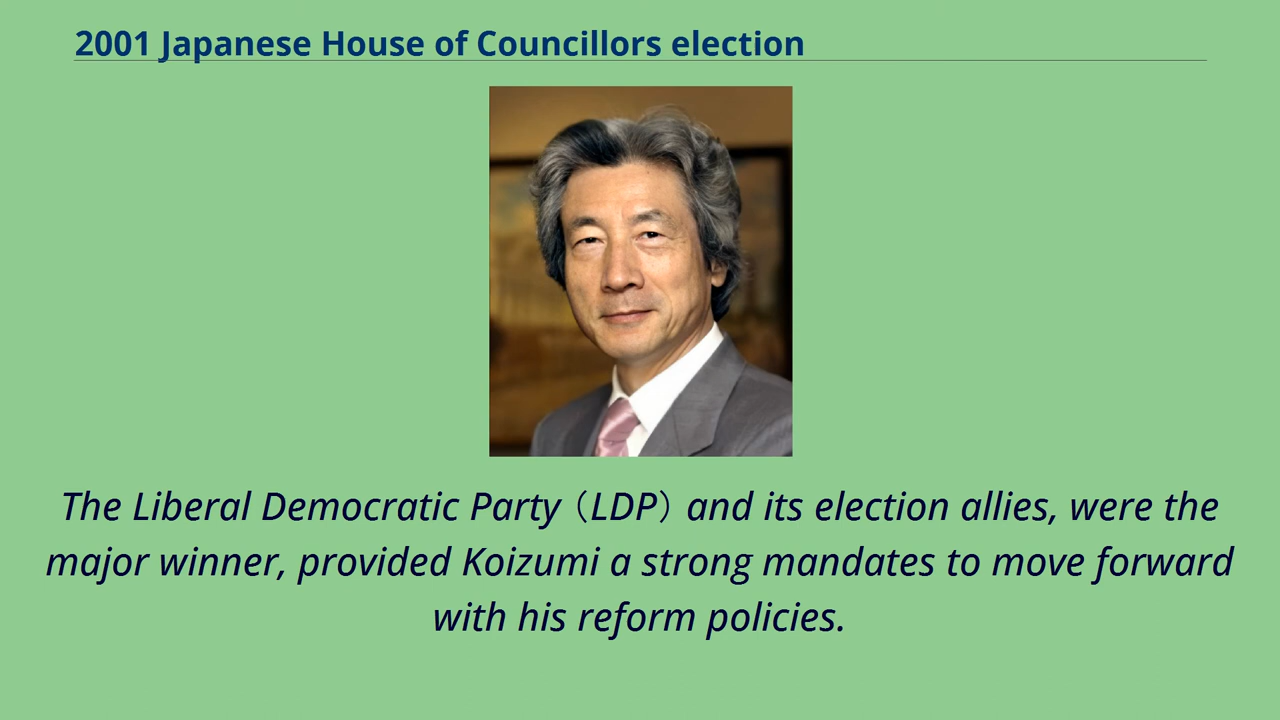 2001 Japanese House of Councillors election
The Liberal Democratic Party（LDP）and its election allies, were the
major winner, provided Koizumi a strong mandates to move forward
with his reform policies.